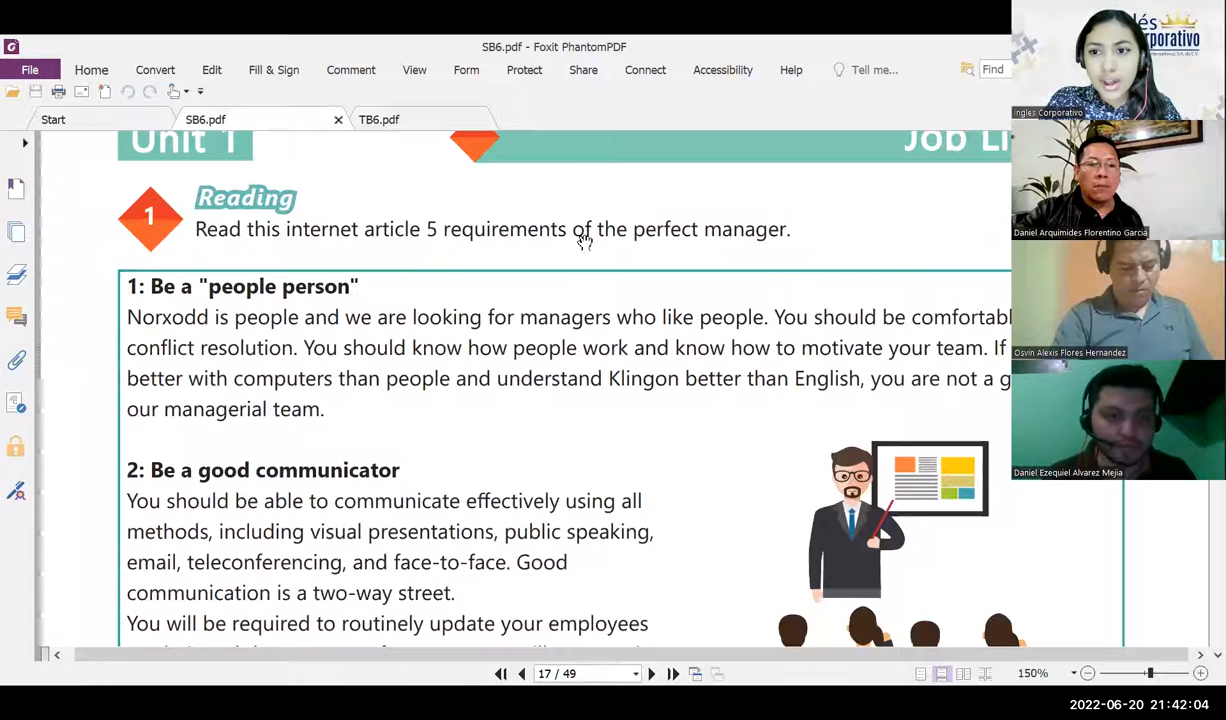 SB6.pdf - Foxit PhantomPDF
File Home Convert Edit Fill & Sign Comment View Form Protect Share Connect Accessibility Help Tell me... Find
Start SB6.pdf TB6.pdf
Unit 1
Job Li
1
Reading
Read this internet article 5 requirements of the perfect manager.
1: Be a "people person"
Norxodd is people and we are looking for managers who like people. You should be comfortabl
conflict resolution. You should know how people work and know how to motivate your team. If
better with computers than people and understand Klingon better than English, you are not a g
our managerial team.
2: Be a good communicator
You should be able to communicate effectively using all
methods, including visual presentations, public speaking,
email, teleconferencing, and face-to-face. Good
communication is a two-way street.
You will be required to routinely update your employees
17 / 49
150%
és
orporativo
Ingles Corporativo
Daniel Arquimides Florentino Garcia
Osvin Alexis Flores Hernandez
Daniel Ezequiel Alvarez Mejia
2022-06-20 21:42:04